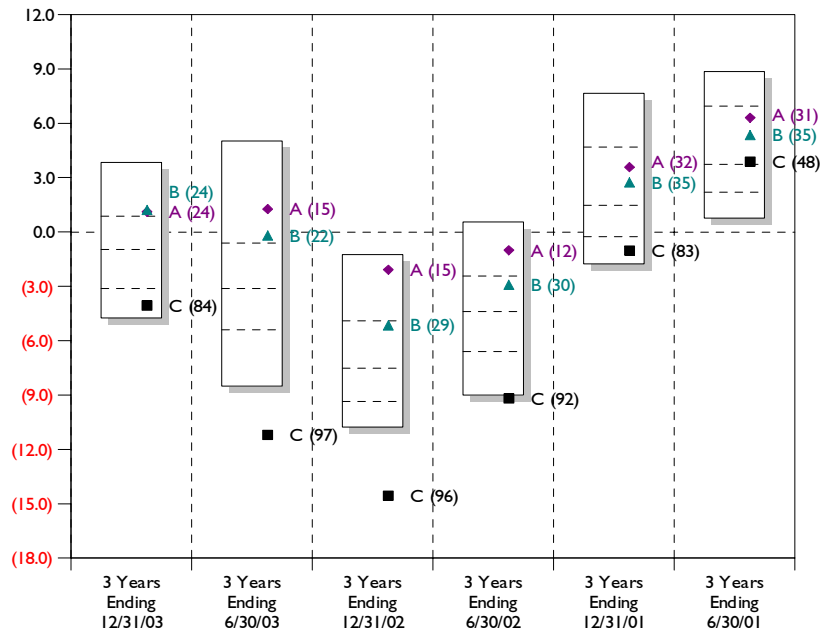 12.0
9.0
6.0
3.0
0.0
(3.0)
(6.0)
(9.0)
(12.0)
(15.0)
(18.0)
B (24)
A (24)
C (84)
A (15)
B (22)
C (97)
A (15)
B (29)
C (96)
A (12)
B (30)
C (92)
A (32)
B (35)
C (83)
A (31)
B (35)
C (48)
3 Years
Ending
12/31/03
3 Years
Ending
6/30/03
3 Years
Ending
12/31/02
3 Years
Ending
6/30/02
3 Years
Ending
12/31/01
3 Years
Ending
6/30/01